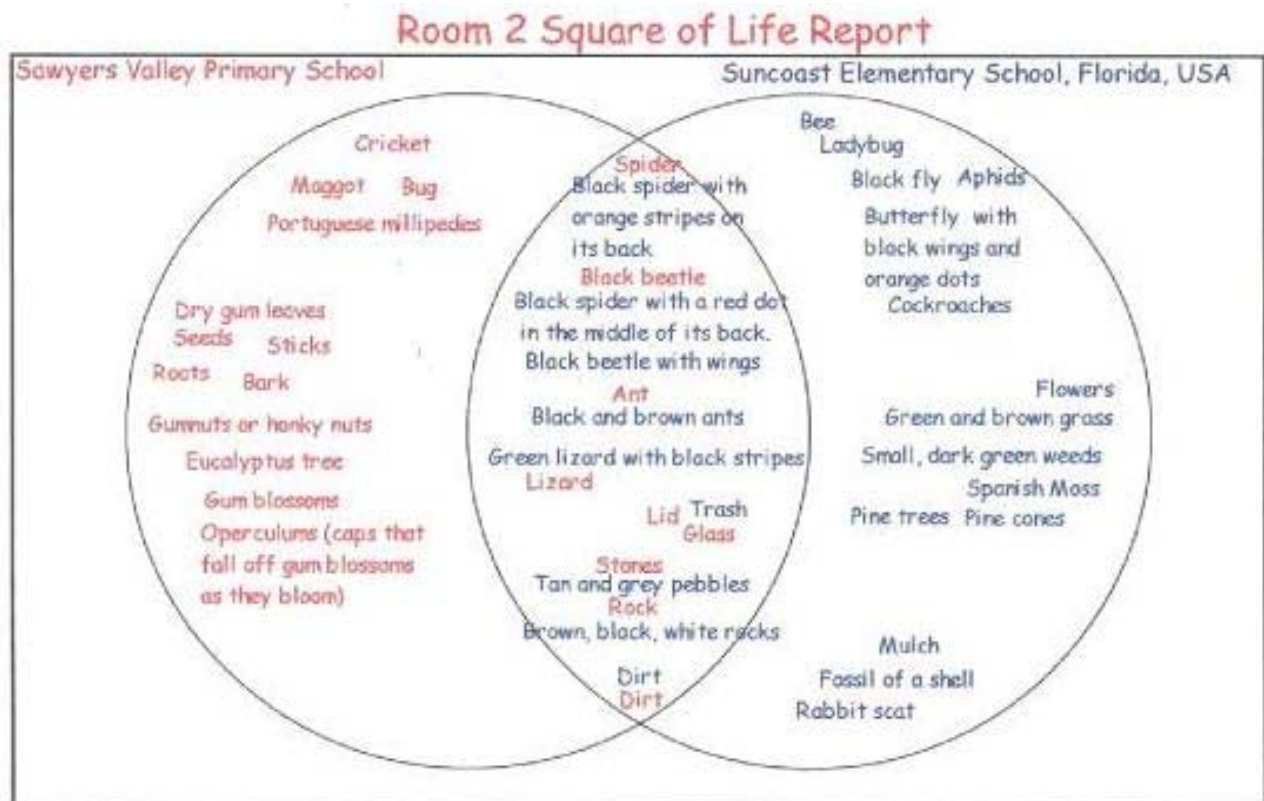 Room 2 Square of Life Report
Sawyers Valley Primary School
Suncoast Elementary School, Florida, USA
Cricket
Maggot Bug
Portuguese millipedes
Dry gum leaves
Seeds Sticks
Roots Bark
Gumnuts or honky nuts
Eucalyptus tree
Gum blossoms
Operculums (caps that
fall off gum blossoms
as they bloom)
Spider
Black spider with
orange stripes on
its back
Black beetle
Black spider with a red dot
in the middle of its back.
Black beetle with wings
Ant
Black and brown ants
Green lizard with black stripes
Lizard
Lid Trash
Glass
Stones
Tan and grey pebbles
Rock
Brown, black, white rocks
Dirt
Dirt
Bee
Ladybug
Black fly Aphids
Butterfly with
black wings and
orange dots
Cockroaches
Flowers
Green and brown grass
Small, dark green weeds
Spanish Moss
Pine trees Pine cones
Mulch
Fossil of a shell
Rabbit scat